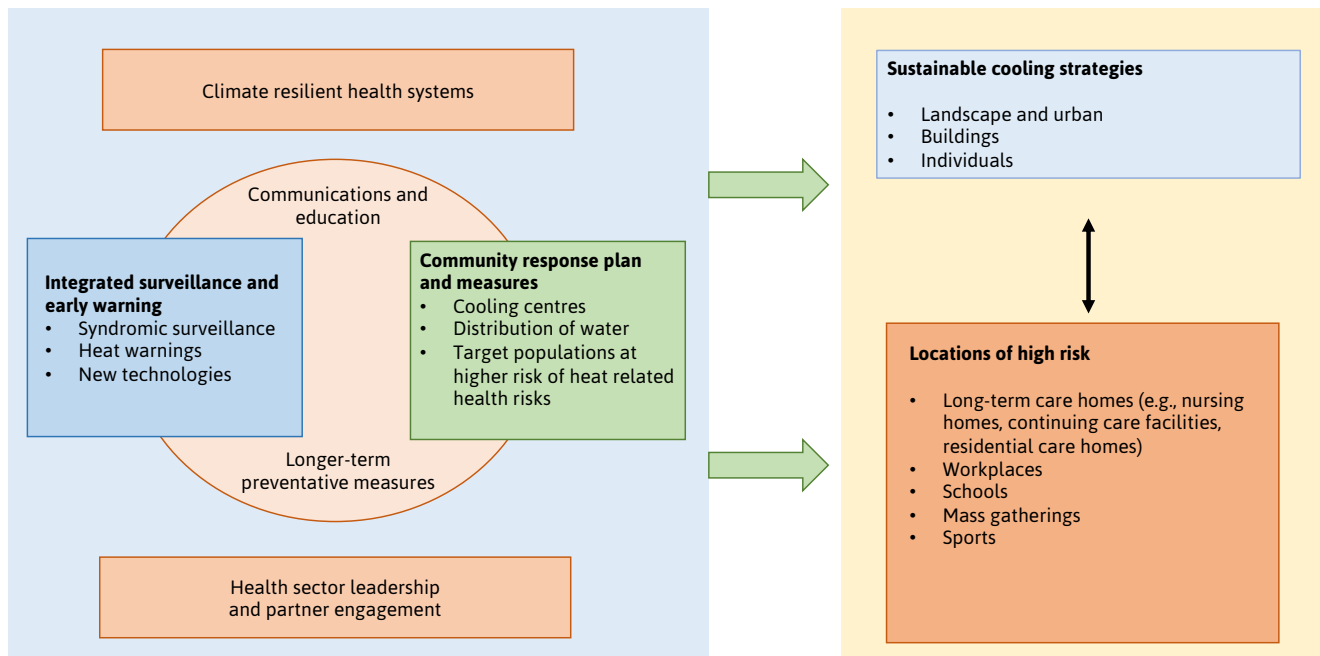 Climate resilient health systems
Communications and
education
Integrated surveillance and
early warning
• Syndromic surveillance
• Heat warnings
• New technologies
Community response plan
and measures
• Cooling centres
• Distribution of water
• Target populations at
higher risk of heat related
health risks
Longer-term
preventative measures
Health sector leadership
and partner engagement
Sustainable cooling strategies
• Landscape and urban
• Buildings
• Individuals
Locations of high risk
• Long-term care homes (e.g., nursing
homes, continuing care facilities,
residential care homes)
• Workplaces
• Schools
• Mass gatherings
• Sports